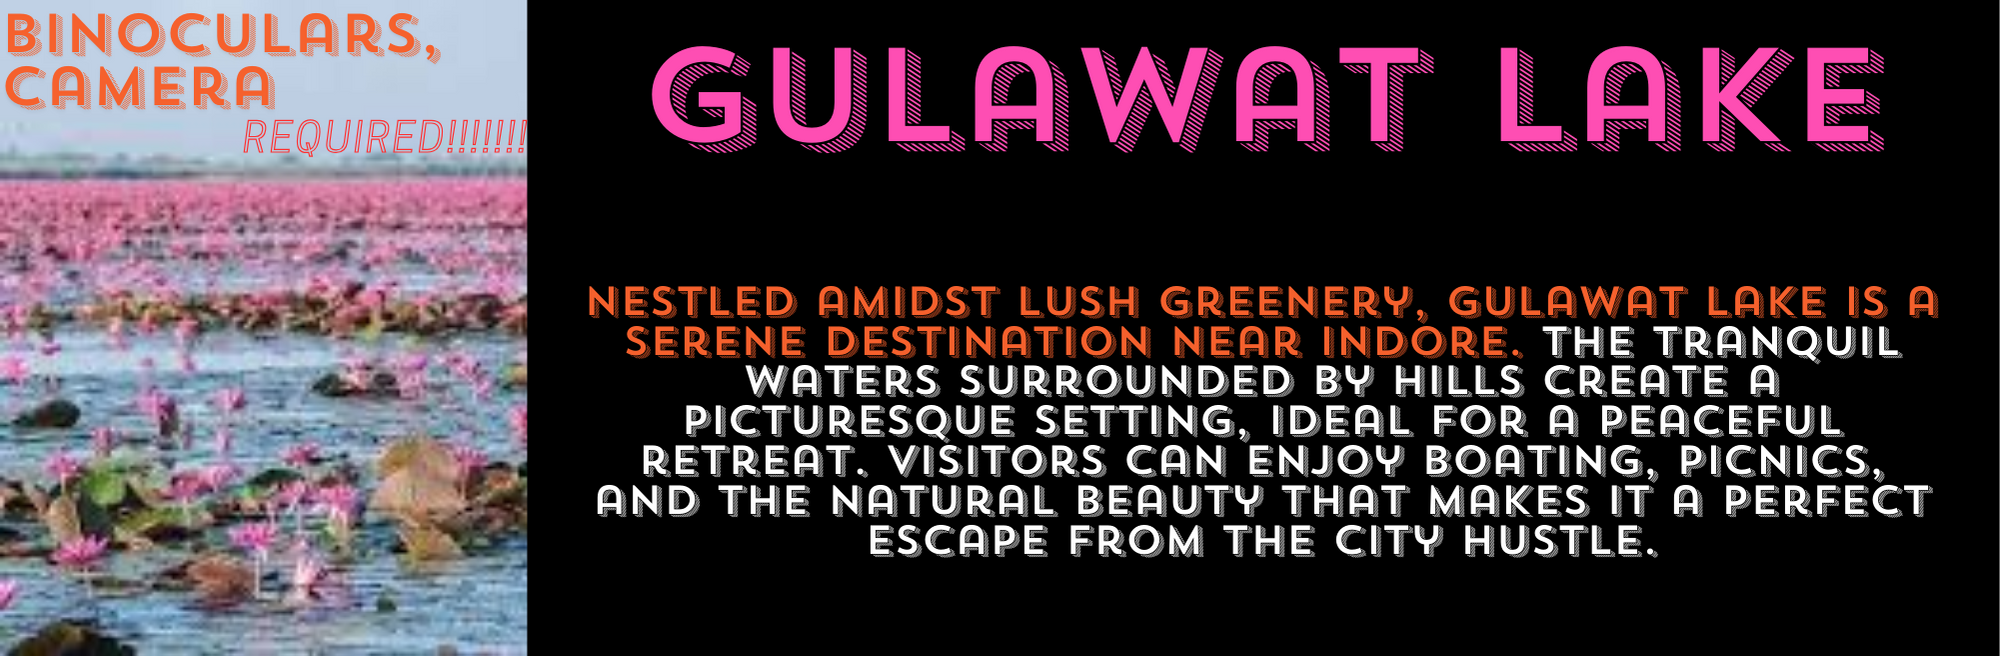 BINOCULARS,
CAMERA
REQUIRED!!!!!!!
GULAWAT LAKE
NESTLED AMIDST LUSH GREENERY, GULAWAT LAKE IS A
SERENE DESTINATION NEAR INDORE. THE TRANQUIL
WATERS SURROUNDED BY HILLS CREATE A
PICTURESQUE SETTING, IDEAL FOR A PEACEFUL
RETREAT. VISITORS CAN ENJOY BOATING, PICNICS,
AND THE NATURAL BEAUTY THAT MAKES IT A PERFECT
ESCAPE FROM THE CITY HUSTLE.